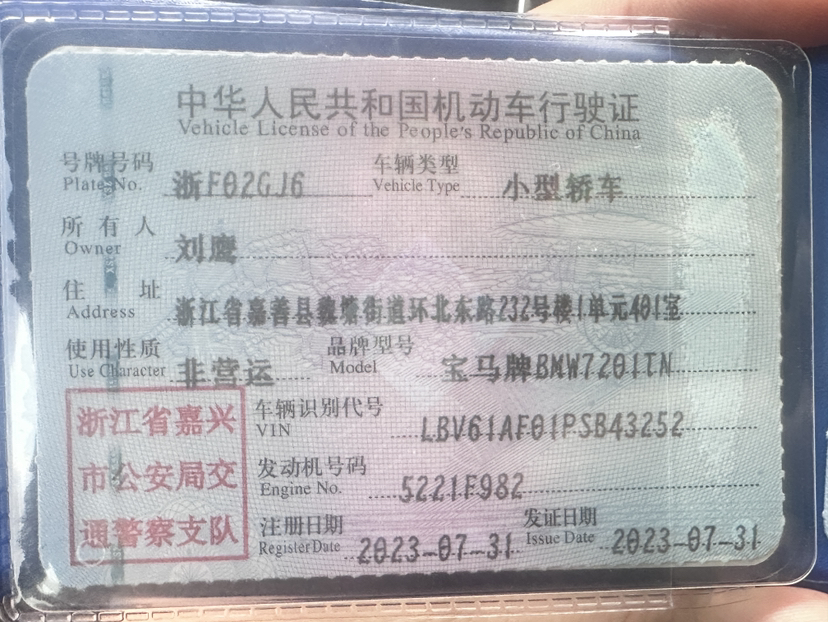 中华人民共和国机动车行驶证
Vehicle License of the People's Republic of China
号牌号码 浙F02GJ6 车辆类型 小型轿车
Plate No. Vehicle Type
所有人 刘鹰
Owner
住址 浙江省嘉善县魏塘街道环北东路232号楼1单元401室
Address
使用性质 非营运 品牌型号 宝马牌BMW7201TN
Use Character Model
浙江省嘉兴
市公安局交
通警察支队
车辆识别代号 LBV61AF01PSB43252
VIN
发动机号码 5221F982
Engine No.
注册日期 2023-07-31 发证日期 2023-07-31
Register Date Issue Date